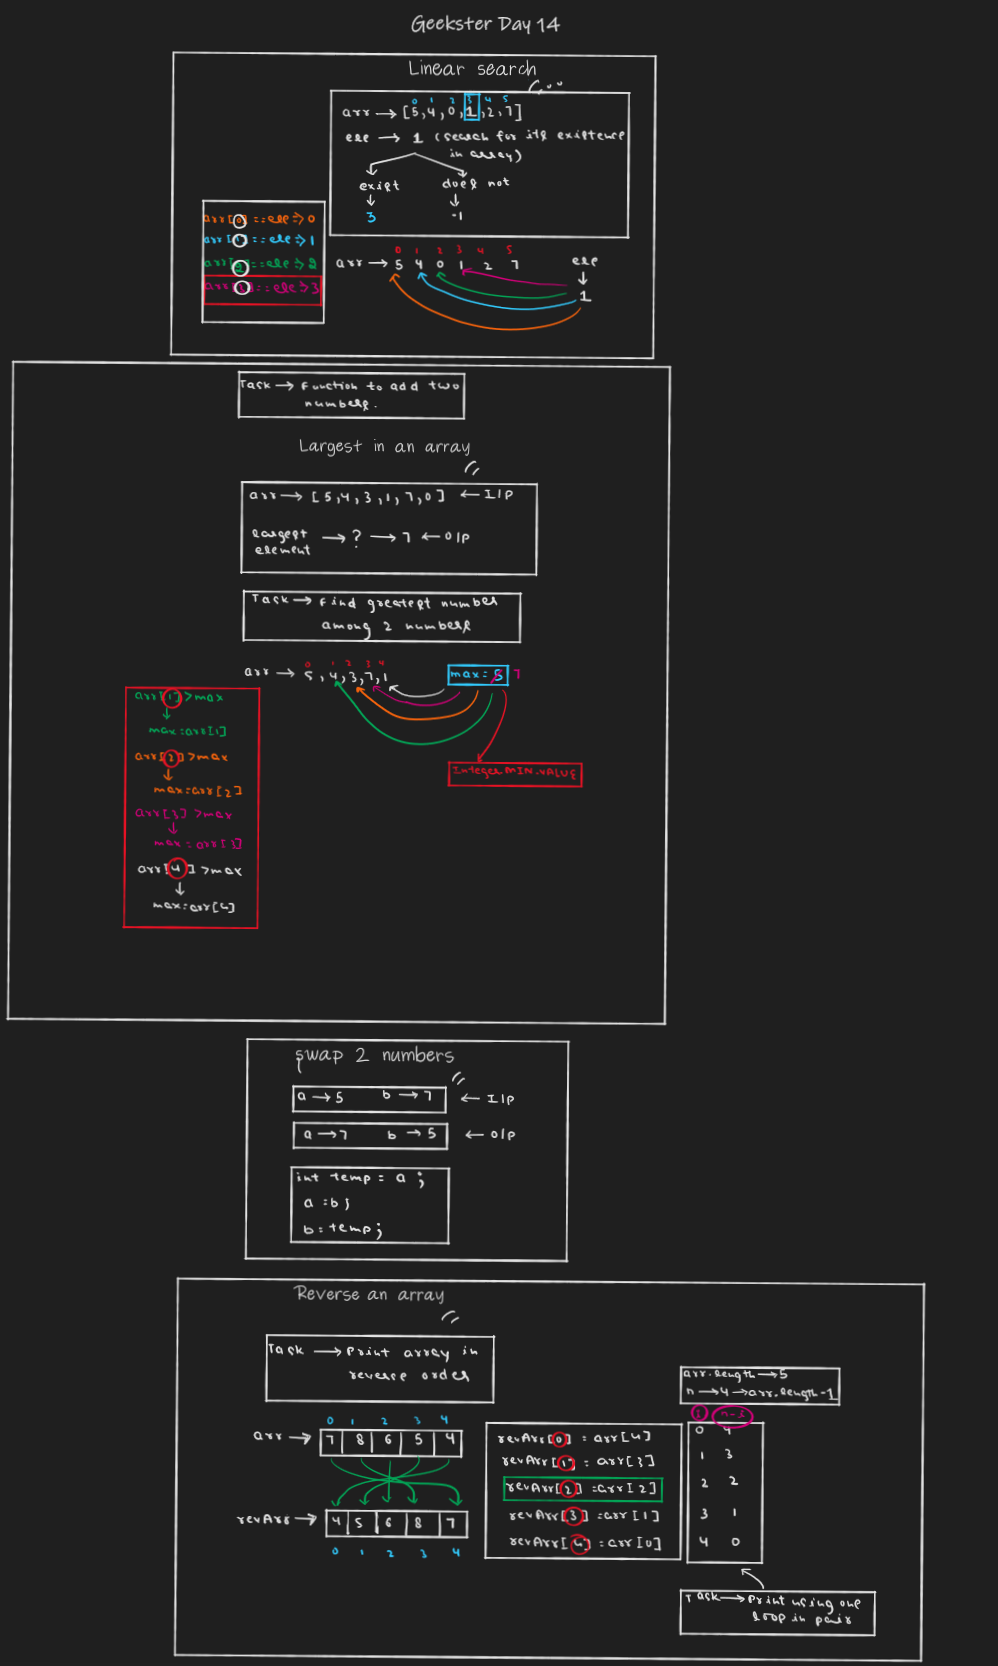 Geekster Day 14
Linear search
0 1 2 3 4 5
arr → [5,4,0,1,2,7]
ele → 1 (search for its existence
in array)
exist does not
3 -1
arr[0] == ele → 0
arr[1] == ele → 1
arr[2] == ele → 2
arr[3] == ele → 3
0 1 2 3 4 5
arr → 5 4 0 1 2 7 ele
1
Task → Function to add two
numbers.
Largest in an array
arr → [5,4,3,1,7,0] ← I/P
largest → ? → 7 ← O/P
element
Task → Find greatest number
among 2 numbers
0 1 2 3 4
arr → 5,4,3,7,1 max = 5 7
Integer.MIN.VALUE
arr[1] > max
max = arr[1]
arr[2] > max
max = arr[2]
arr[3] > max
max = arr[3]
arr[4] > max
max = arr[4]
swap 2 numbers
a → 5 b → 7 ← I/P
a → 7 b → 5 ← O/P
int temp = a ;
a = b ;
b = temp ;
Reverse an array
Task → Print array in
reverse order
arr.length → 5
n → 4 → arr.length-1
0 1 2 3 4
arr → 7 8 6 5 4
revArr → 4 5 6 8 7
0 1 2 3 4
revArr[0] = arr[4]
revArr[1] = arr[3]
revArr[2] = arr[2]
revArr[3] = arr[1]
revArr[4] = arr[0]
i n-i
0 4
1 3
2 2
3 1
4 0
Task → Print using one
loop in pair